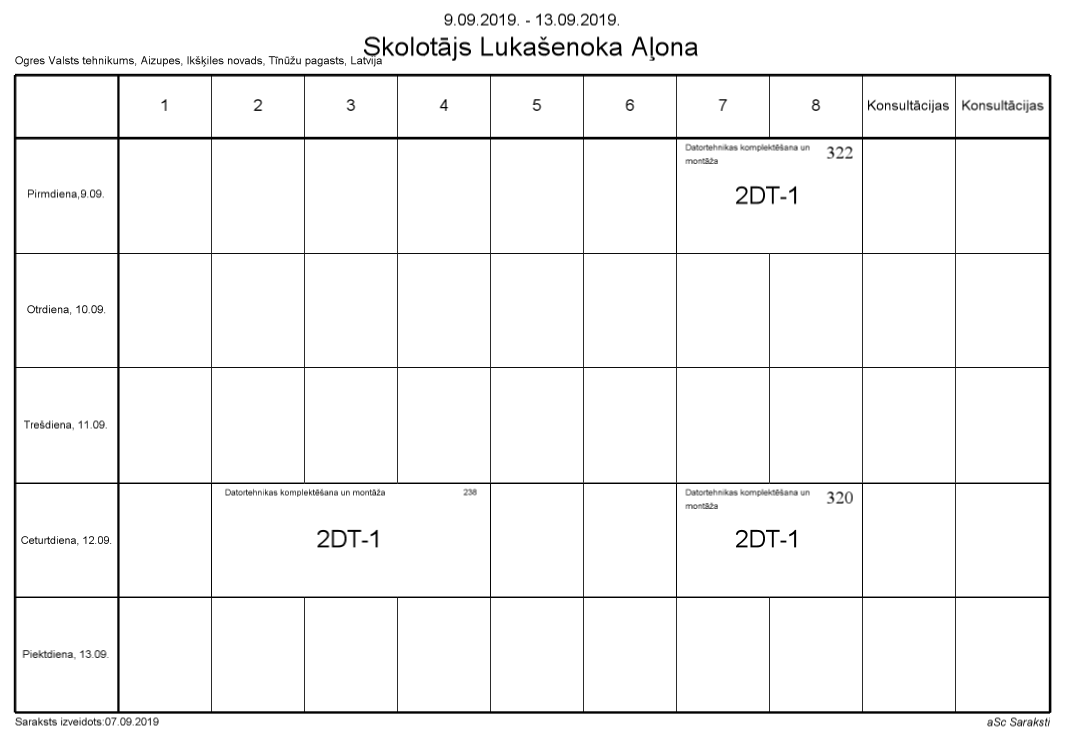 9.09.2019. - 13.09.2019.
Skolotājs Lukašenoka Aļona
Ogres Valsts tehnikums, Aizupes, Ikšķiles novads, Tīnūžu pagasts, Latvija
1 2 3 4 5 6 7 8 Konsultācijas Konsultācijas
Pirmdiena,9.09.
Datortehnikas komplektēšana un
montāža
322
2DT-1
Otrdiena, 10.09.
Trešdiena, 11.09.
Ceturtdiena, 12.09.
Datortehnikas komplektēšana un montāža 238
2DT-1
Datortehnikas komplektēšana un
montāža
320
2DT-1
Piektdiena, 13.09.
Saraksts izveidots:07.09.2019
aSc Saraksti